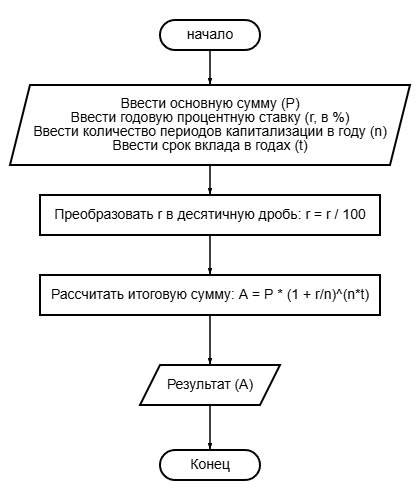 начало
Ввести основную сумму (P)
Ввести годовую процентную ставку (r, в %)
Ввести количество периодов капитализации в году (n)
Ввести срок вклада в годах (t)
Преобразовать r в десятичную дробь: r = r / 100
Рассчитать итоговую сумму: A = P * (1 + r/n)^(n*t)
Результат (A)
Конец